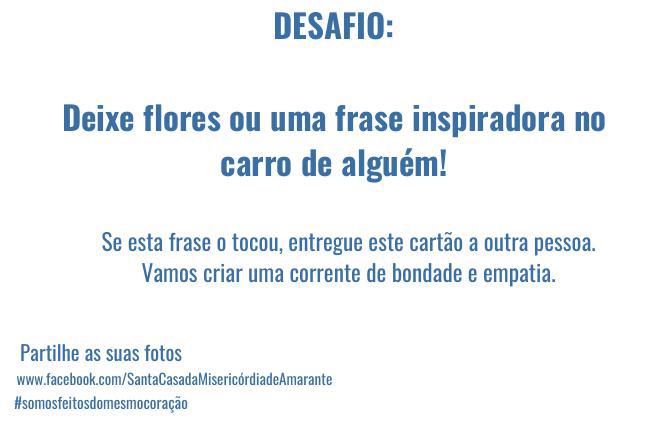 DESAFIO:
Deixe flores ou uma frase inspiradora no
carro de alguém!
Se esta frase o tocou, entregue este cartão a outra pessoa.
Vamos criar uma corrente de bondade e empatia.
Partilhe as suas fotos
www.facebook.com/SantaCasadaMisericórdiadeAmarante
#somosfeitosdomesmocoração